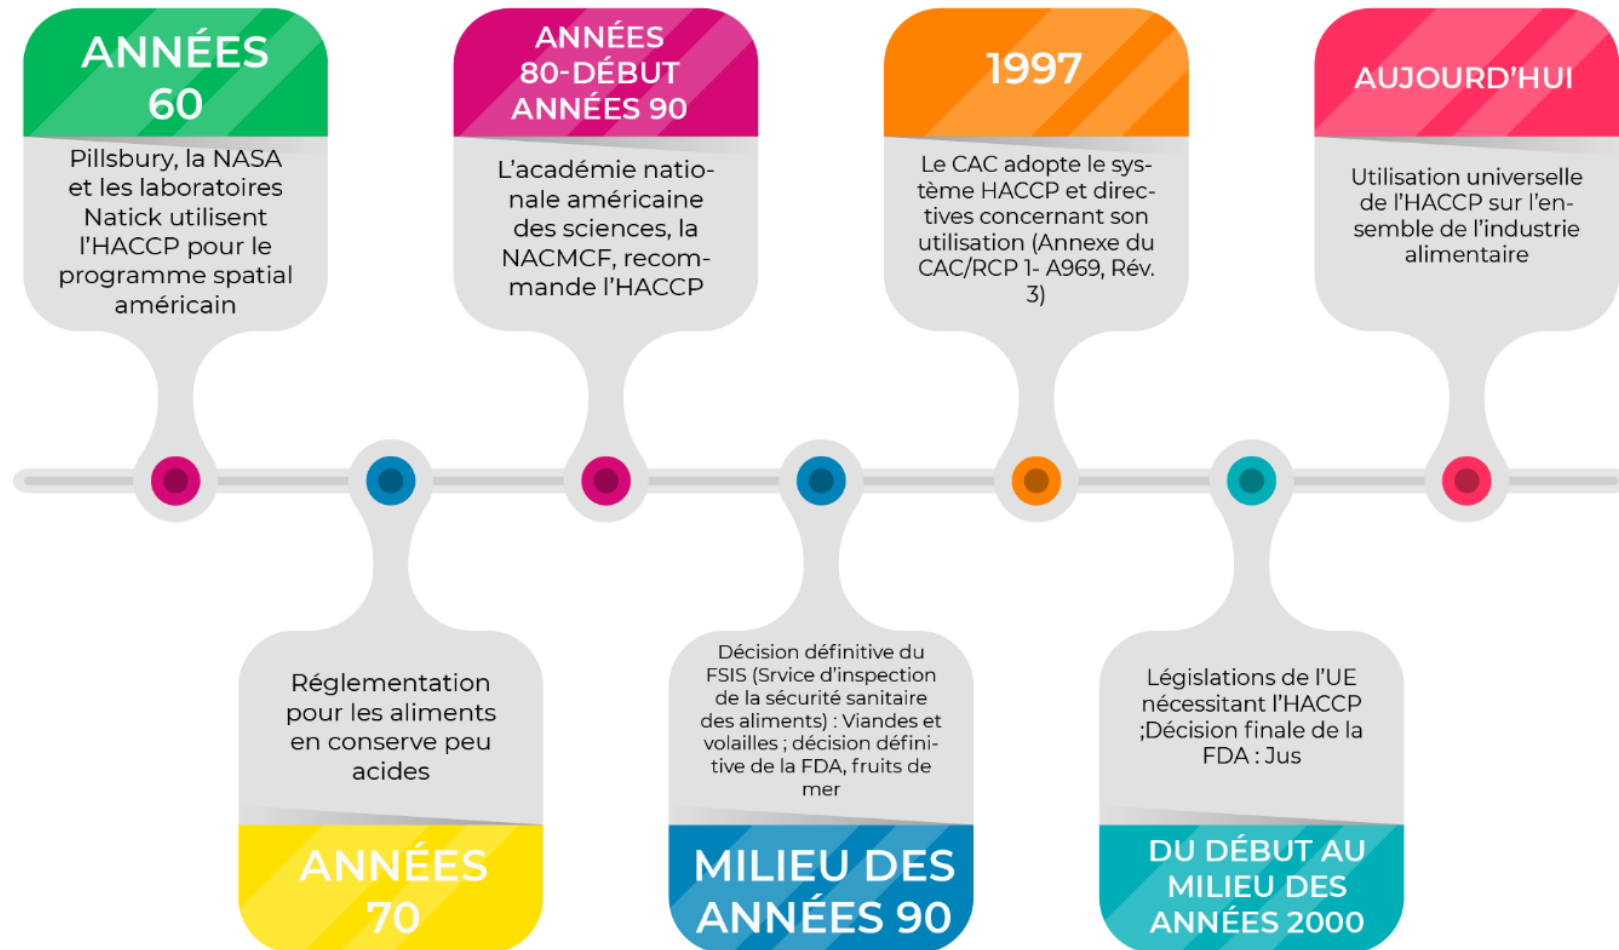 ANNÉES
60
Pillsbury, la NASA
et les laboratoires
Natick utilisent
l'HACCP pour le
programme spatial
américain
Réglementation
pour les aliments
en conserve peu
acides
ANNÉES
70
ANNÉES
80-DÉBUT
ANNÉES 90
L'académie natio-
nale américaine
des sciences, la
NACMCF, recom-
mande l'HACCP
Décision définitive du
FSIS (Srvice d'inspection
de la sécurité sanitaire
des aliments) : Viandes et
volailles ; décision défini-
tive de la FDA, fruits de
mer
MILIEU DES
ANNÉES 90
1997
Le CAC adopte le sys-
tème HACCP et direc-
tives concernant son
utilisation (Annexe du
CAC/RCP 1- A969, Rév.
3)
Législations de l'UE
nécessitant l'HACCP
;Décision finale de la
FDA : Jus
DU DÉBUT AU
MILIEU DES
ANNÉES 2000
AUJOURD'HUI
Utilisation universelle
de l'HACCP sur l'en-
semble de l'industrie
alimentaire